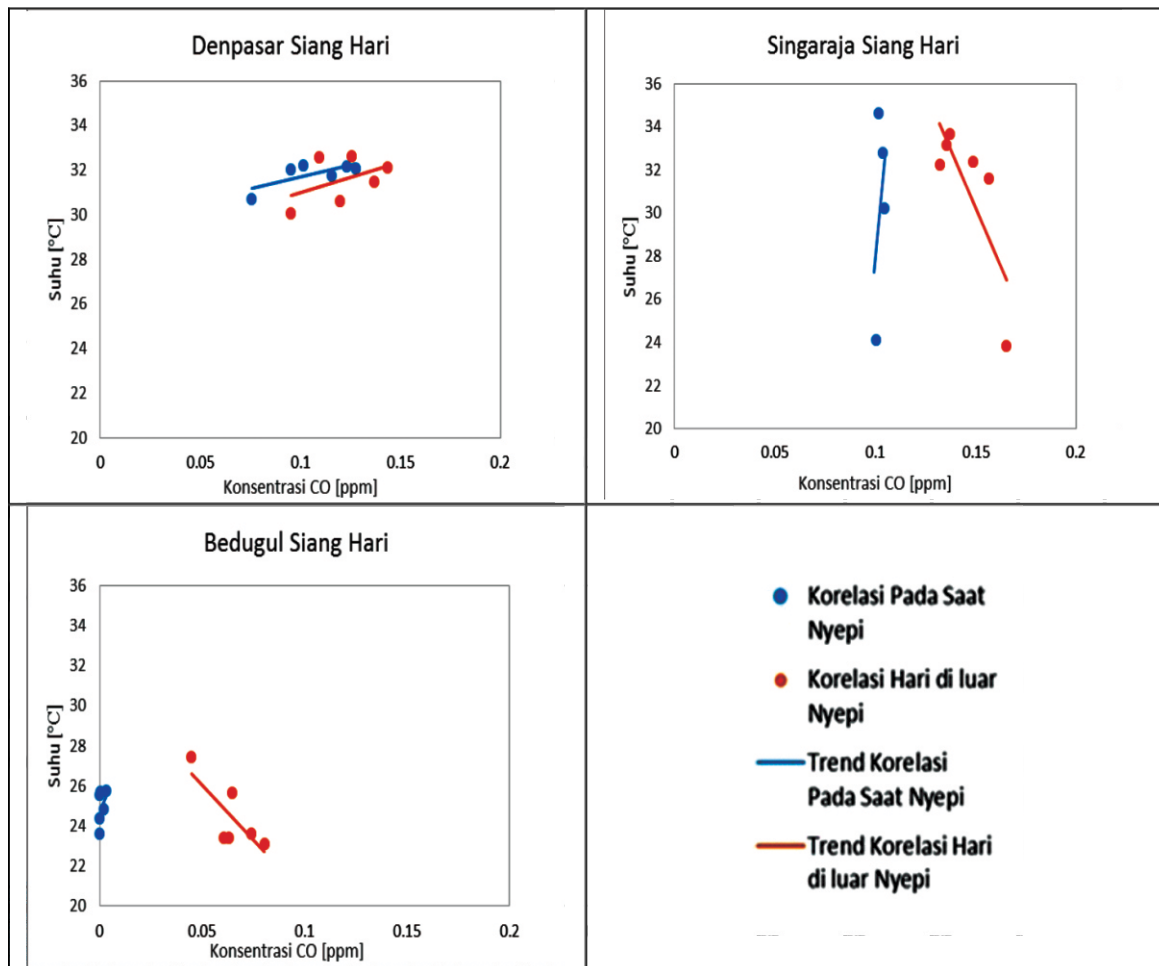 Denpasar Siang Hari
36
34
32
30
28
26
24
22
20
Suhu [°C]
0 0.05 0.1 0.15 0.2
Konsentrasi CO [ppm]
Singaraja Siang Hari
36
34
32
30
28
26
24
22
20
Suhu [°C]
0 0.1 0.2
Konsentrasi CO [ppm]
Bedugul Siang Hari
36
34
32
30
28
26
24
22
20
Suhu [°C]
0 0.05 0.1 0.15 0.2
Konsentrasi CO [ppm]
Korelasi Pada Saat
Nyepi
Korelasi Hari di luar
Nyepi
Trend Korelasi
Pada Saat Nyepi
Trend Korelasi Hari
di luar Nyepi